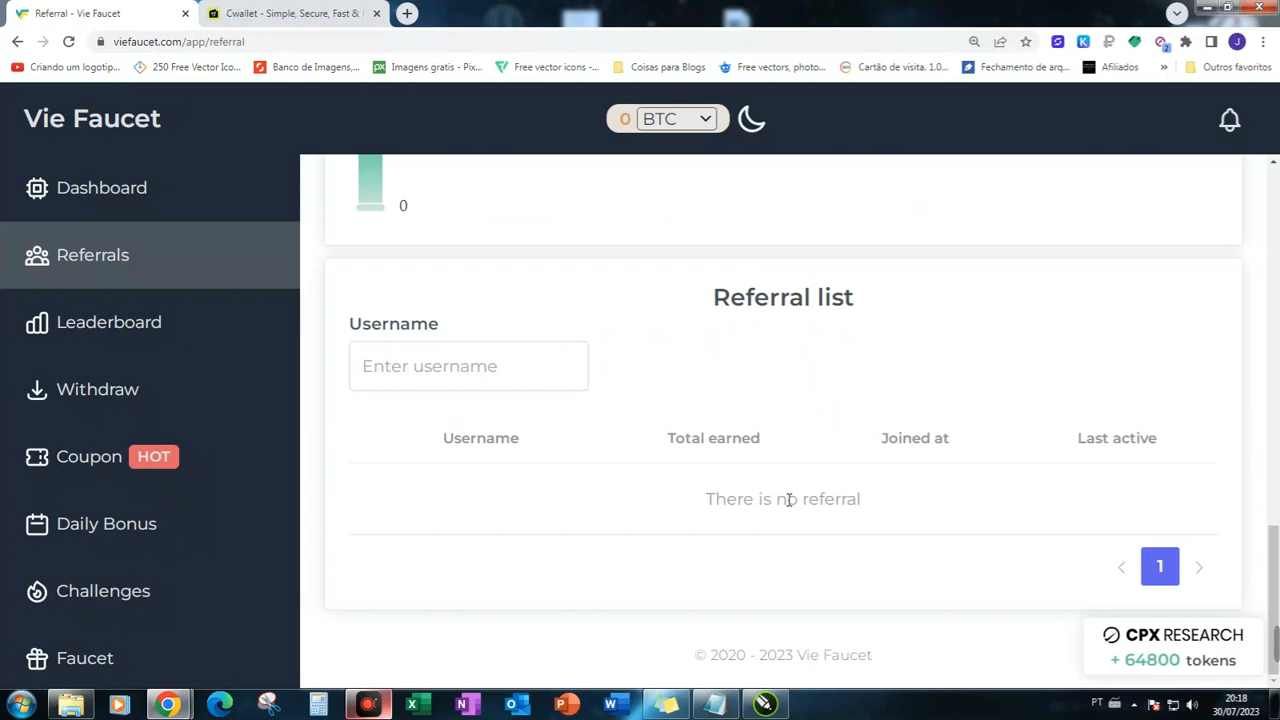 Referral - Vie Faucet
Cwallet - Simple, Secure, Fast &
viefaucet.com/app/referral
Criando um logotip...
250 Free Vector Ico...
Banco de Imagens,...
Imagens gratis - Pix...
Free vector icons -...
Coisas para Blogs
Free vectors, photo...
Cartão de visita. 1.0...
Fechamento de arq...
Afiliados
Outros favoritos
Vie Faucet
0 BTC
Dashboard
Referrals
Leaderboard
Withdraw
Coupon HOT
Daily Bonus
Challenges
Faucet
0
Referral list
Username
Enter username
Username Total earned Joined at Last active
There is no referral
1
© 2020 - 2023 Vie Faucet
CPX RESEARCH
+ 64800 tokens
PT
20:18
30/07/2023